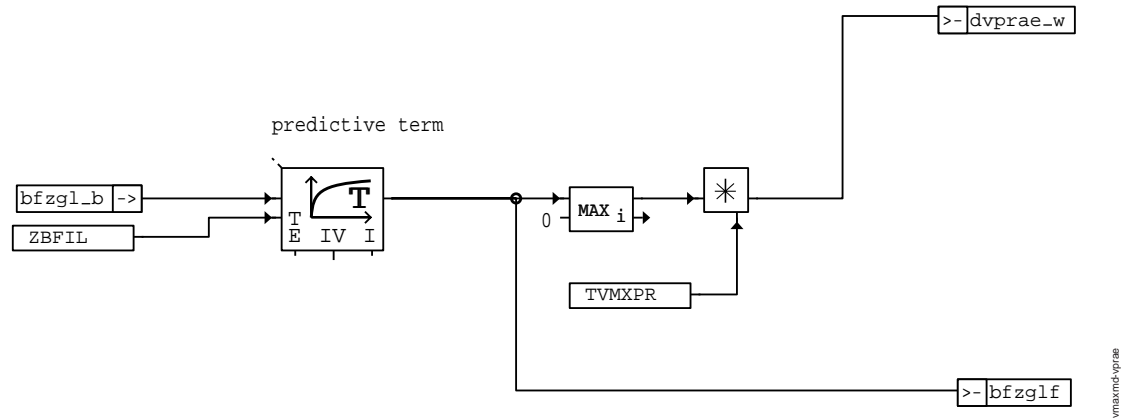 >- dvprae_w
predictive term
bfzgl_b ->
T
T
E IV I
ZBFIL
0
MAX i
TVMXPR
>- bfzglf
vmaxmd-vprae